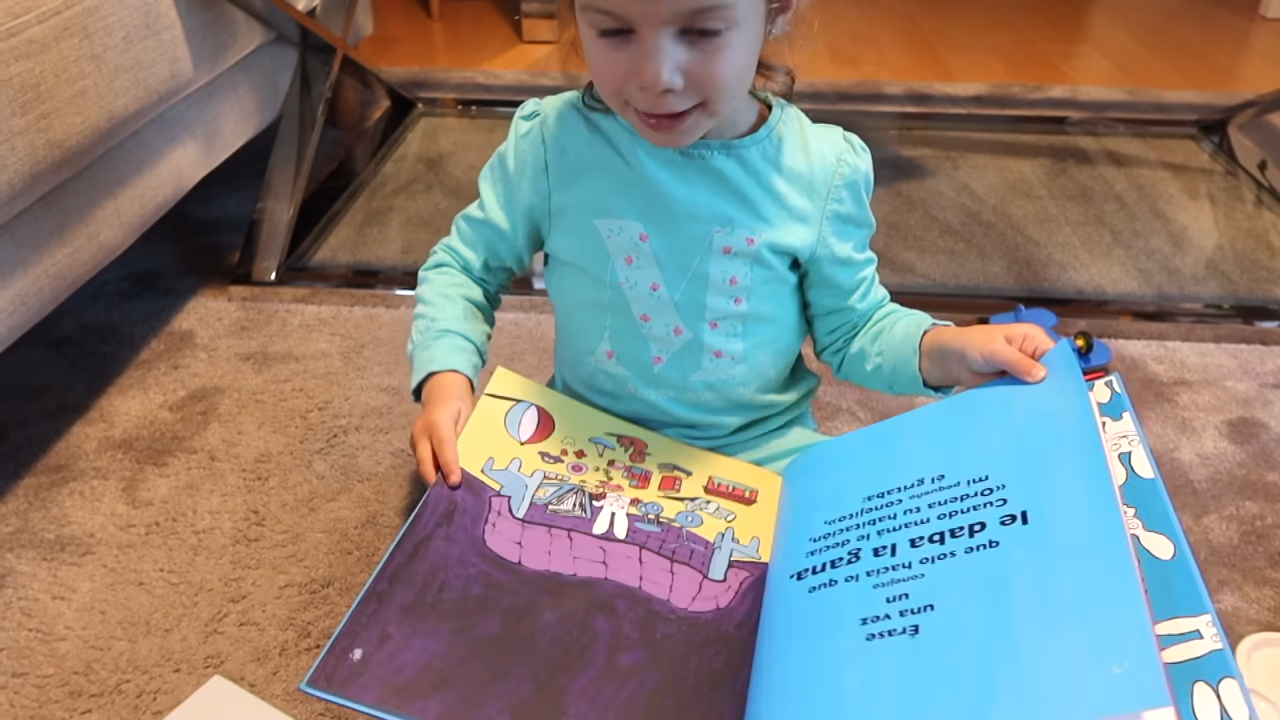 M
Érase
una vez
un
conejito
que solo hacía lo que
le daba la gana.
Cuando mamá le decía:
«Ordena tu habitación,
mi pequeño conejito»,
él gritaba: